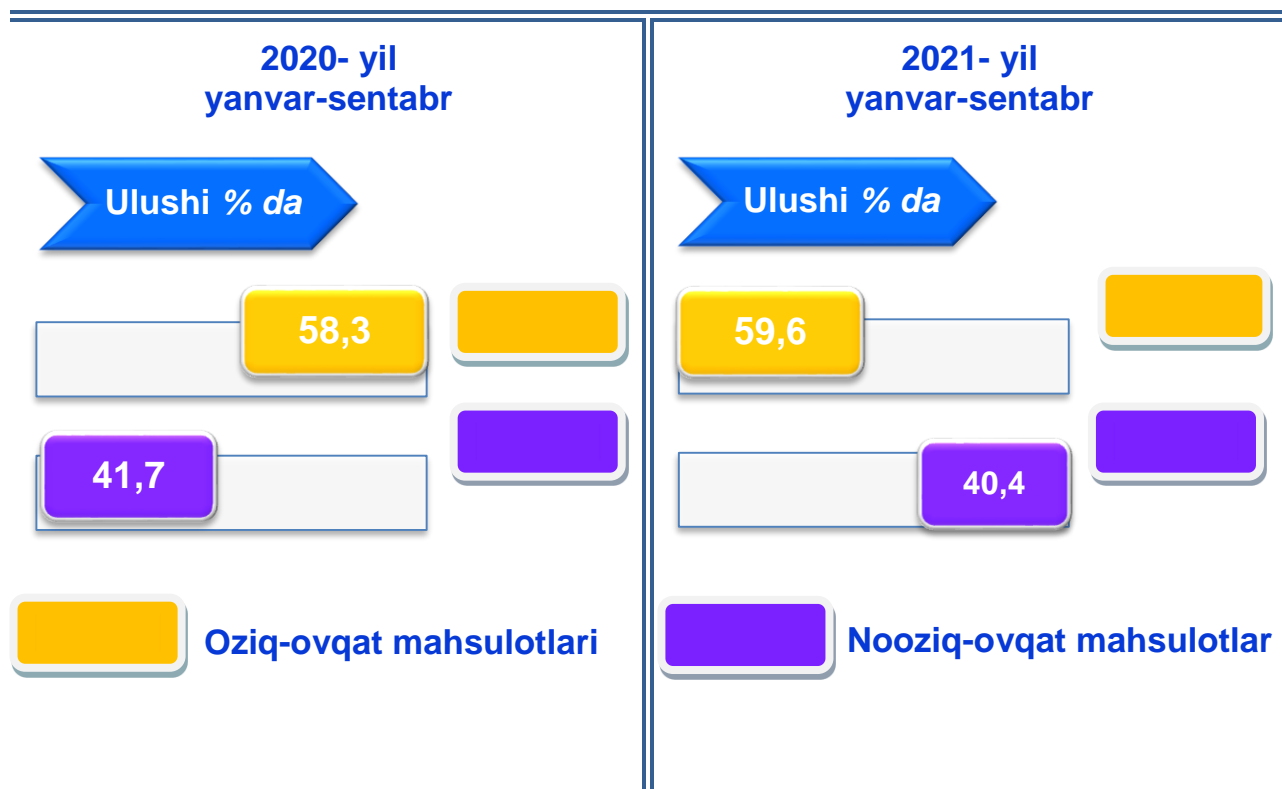 2020- yil
yanvar-sentabr
Ulushi % da
58,3
41,7
Oziq-ovqat mahsulotlari
2021- yil
yanvar-sentabr
Ulushi % da
59,6
40,4
Nooziq-ovqat mahsulotlar